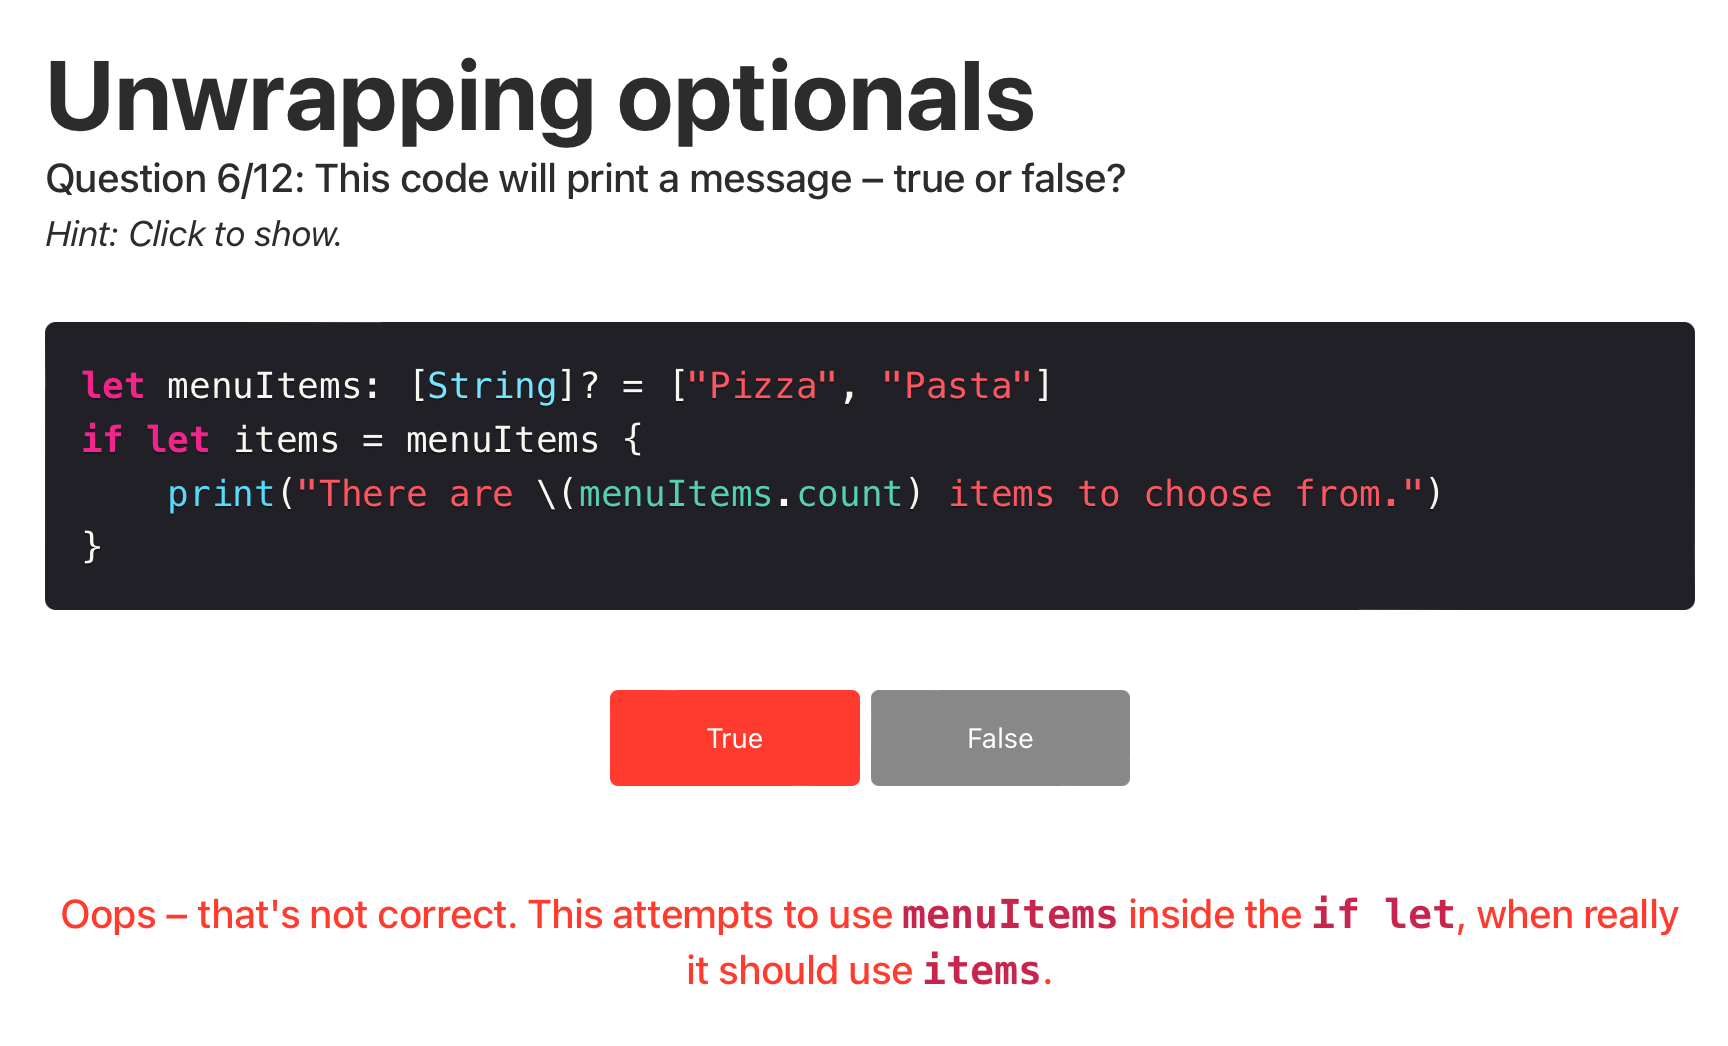 Unwrapping optionals
Question 6/12: This code will print a message – true or false?
Hint: Click to show.
let menuItems: [String]? = ["Pizza", "Pasta"]
if let items = menuItems {
    print("There are \(menuItems.count) items to choose from.")
}
True
False
Oops – that's not correct. This attempts to use menuItems inside the if let, when really
it should use items.